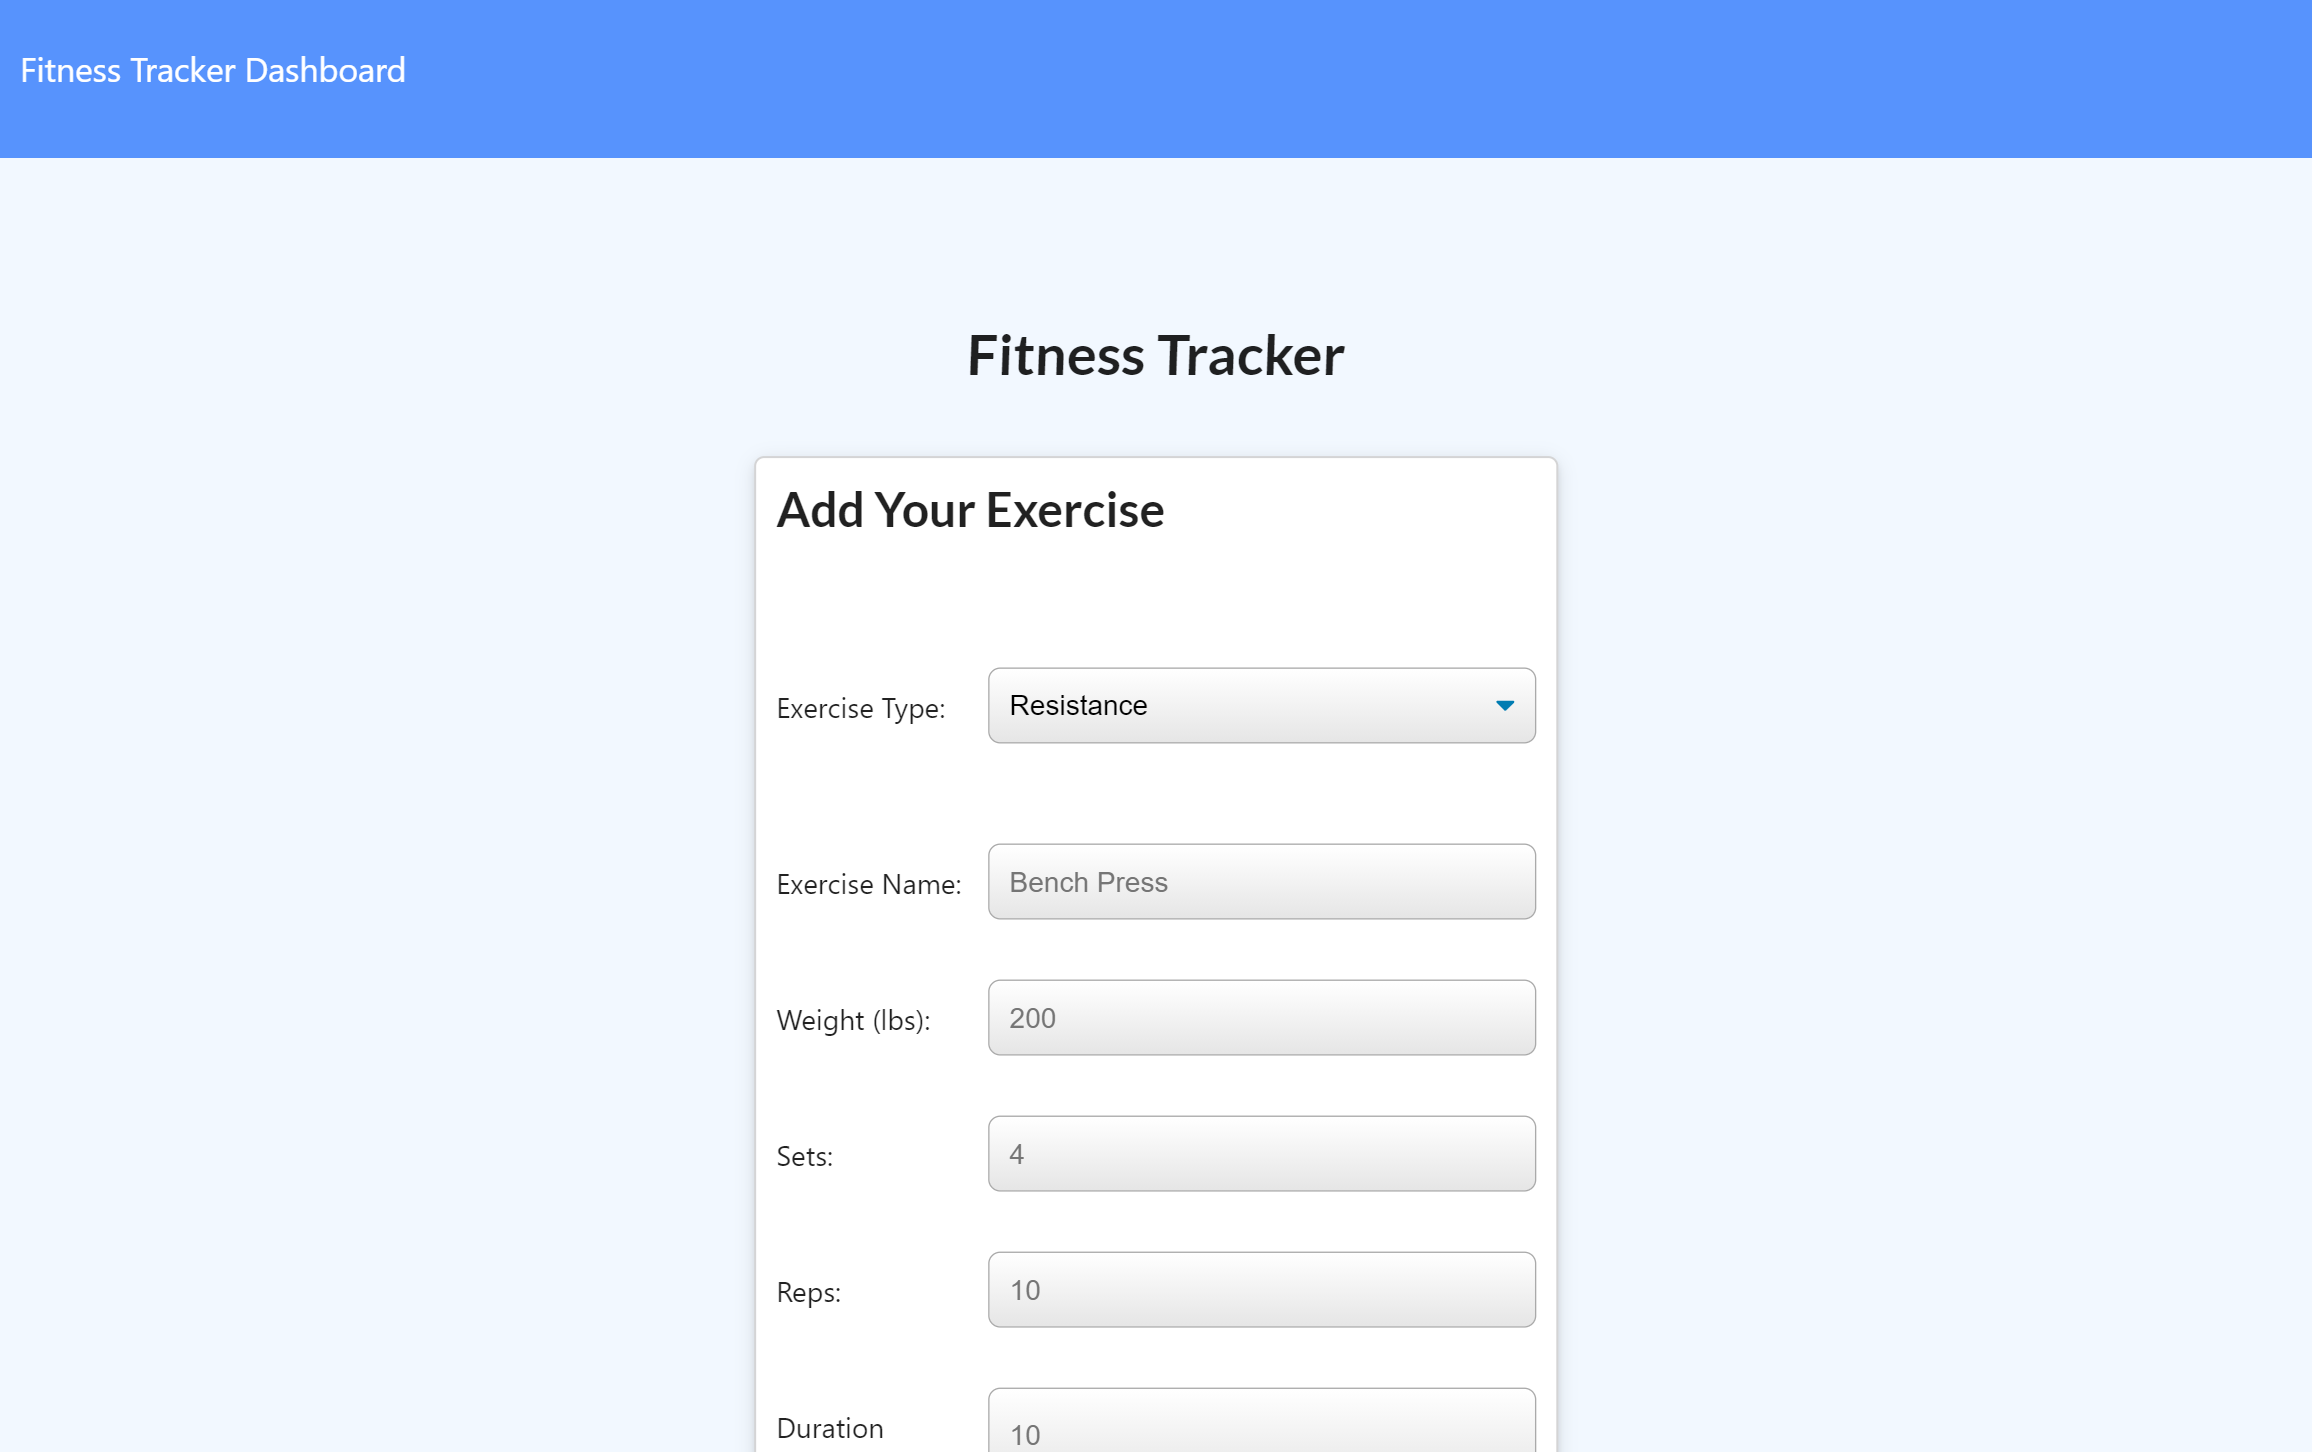 Fitness Tracker Dashboard
Fitness Tracker
Add Your Exercise
Exercise Type: Resistance
Exercise Name: Bench Press
Weight (lbs): 200
Sets: 4
Reps: 10
Duration 10